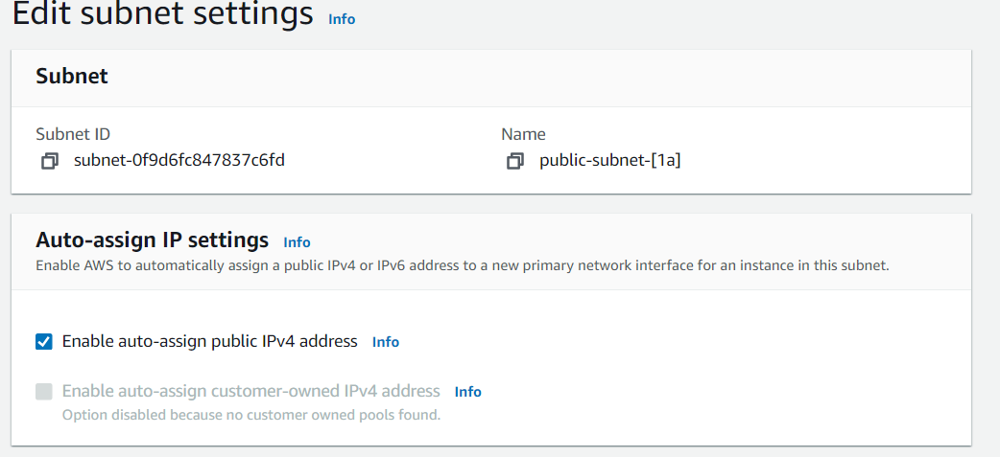 Edit subnet settings Info
Subnet
Subnet ID
subnet-0f9d6fc847837c6fd
Name
public-subnet-[1a]
Auto-assign IP settings Info
Enable AWS to automatically assign a public IPv4 or IPv6 address to a new primary network interface for an instance in this subnet.
Enable auto-assign public IPv4 address Info
Enable auto-assign customer-owned IPv4 address Info
Option disabled because no customer owned pools found.